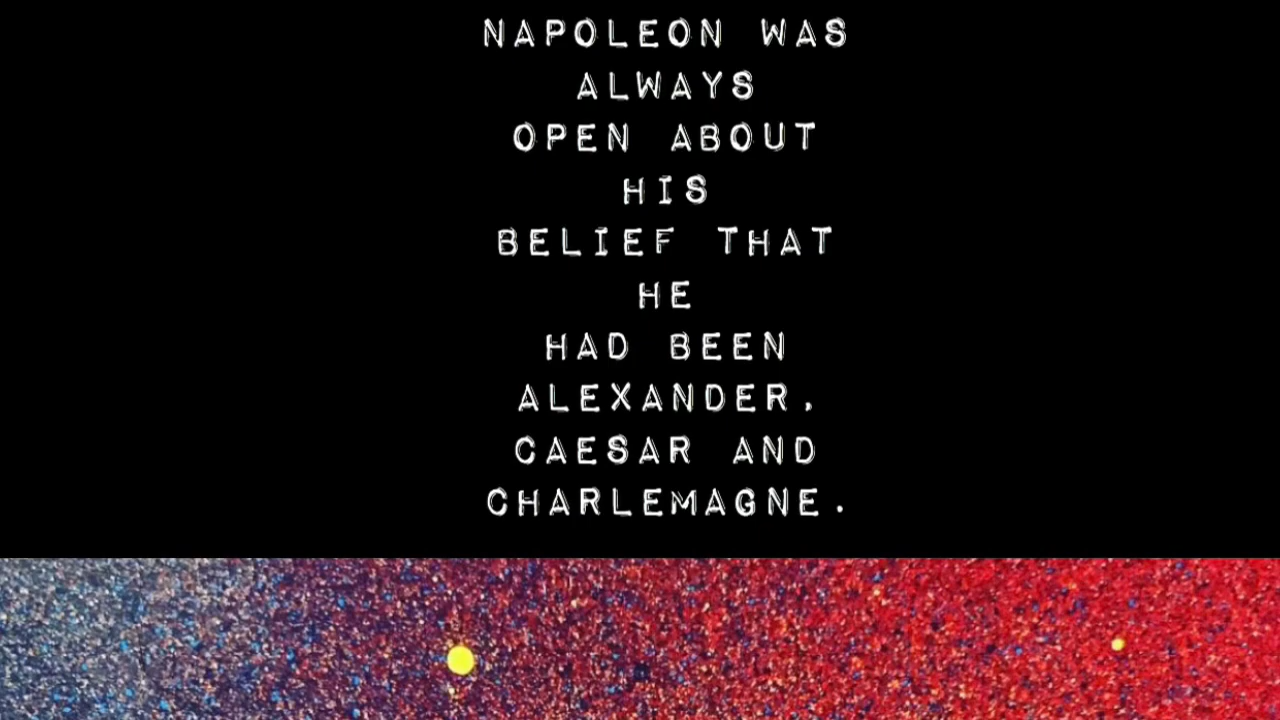 NAPOLEON WAS
ALWAYS
OPEN ABOUT
HIS
BELIEF THAT
HE
HAD BEEN
ALEXANDER,
CAESAR AND
CHARLEMAGNE.